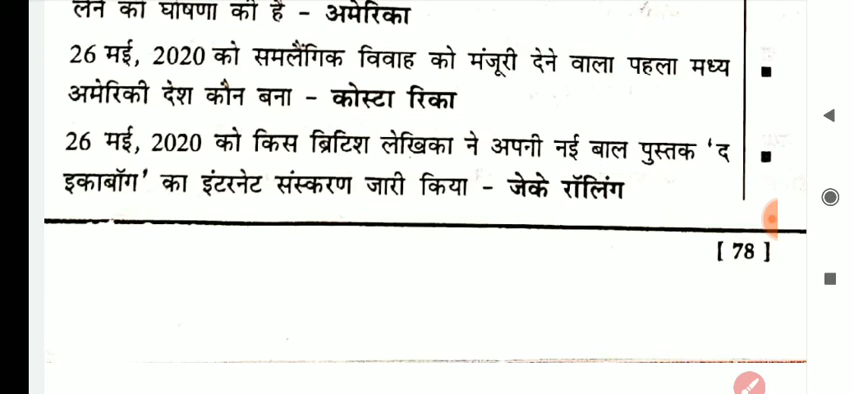 लेने की घोषणा की है - अमेरिका
26 मई, 2020 को समलैंगिक विवाह को मंजूरी देने वाला पहला मध्य
अमेरिकी देश कौन बना - कोस्टा रिका
26 मई, 2020 को किस ब्रिटिश लेखिका ने अपनी नई बाल पुस्तक ‘द
इकाबॉग’ का इंटरनेट संस्करण जारी किया - जेके रॉलिंग
[ 78 ]